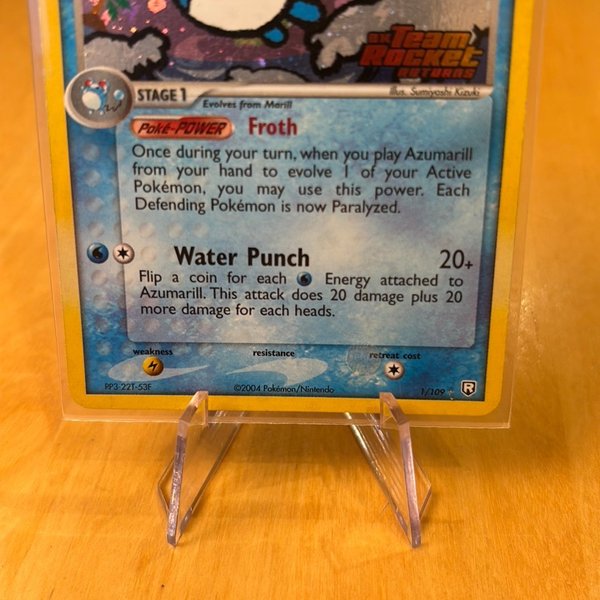 EX Team
Rocket
RETURNS
Illus. Sumiyoshi Kizuki
STAGE 1
Evolves from Marill
Poké-POWER Froth
Once during your turn, when you play Azumarill
from your hand to evolve 1 of your Active
Pokémon, you may use this power. Each
Defending Pokémon is now Paralyzed.
Water Punch 20+
Flip a coin for each Energy attached to
Azumarill. This attack does 20 damage plus 20
more damage for each heads.
weakness resistance retreat cost
PP3-22T-53F ©2004 Pokémon/Nintendo 1/109 R